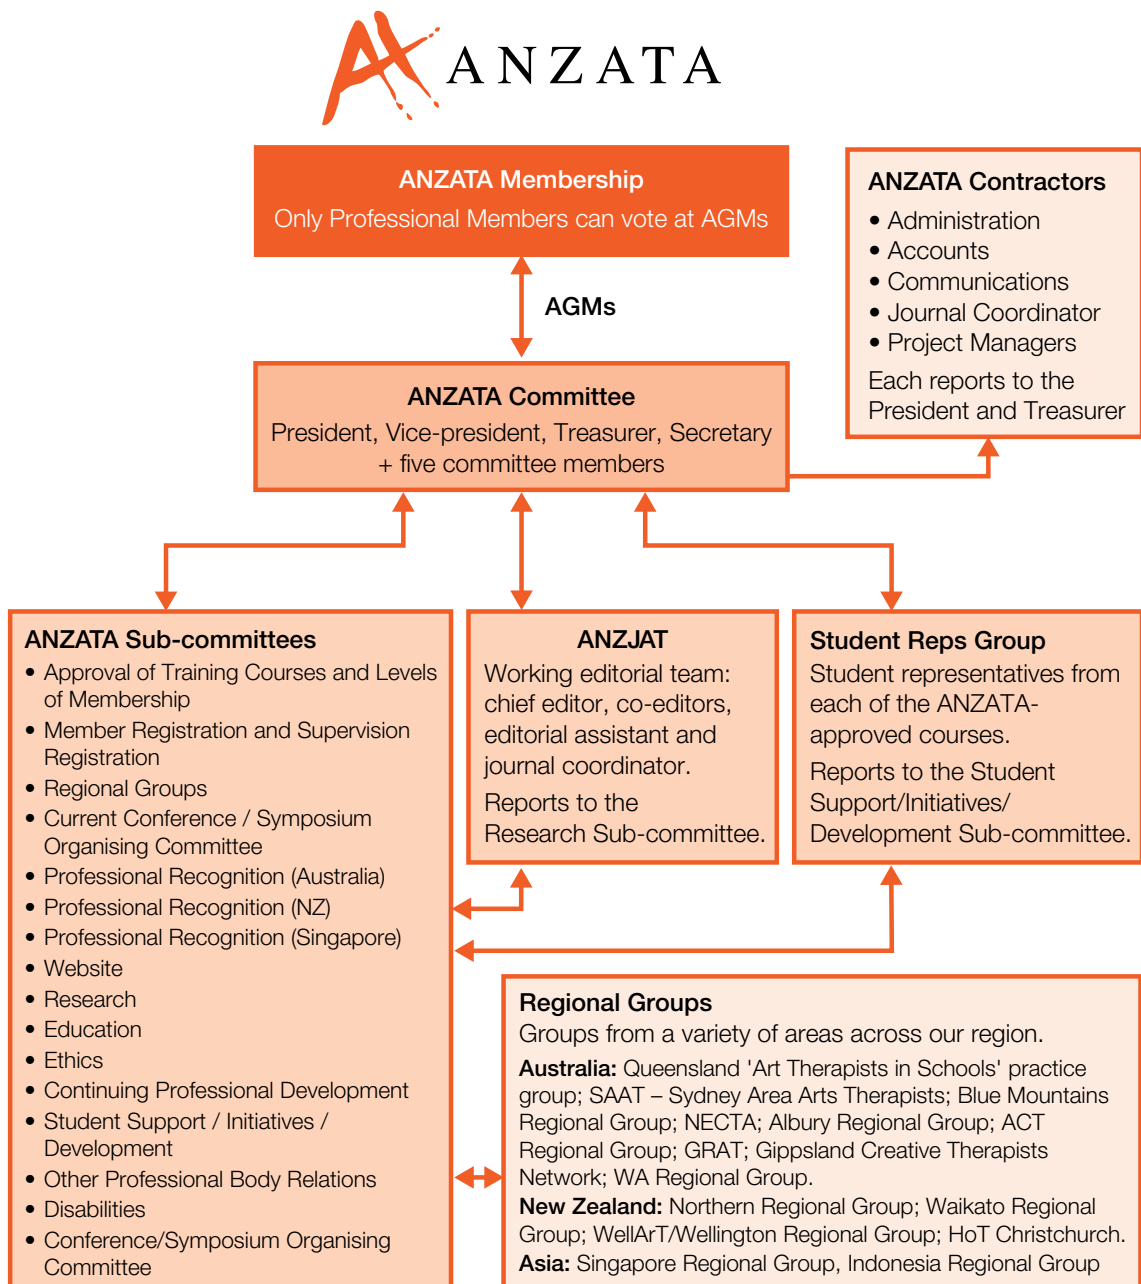 ANZATA
ANZATA Membership
Only Professional Members can vote at AGMs
AGMs
ANZATA Contractors
• Administration
• Accounts
• Communications
• Journal Coordinator
• Project Managers
Each reports to the
President and Treasurer
ANZATA Committee
President, Vice-president, Treasurer, Secretary
+ five committee members
ANZATA Sub-committees
• Approval of Training Courses and Levels
of Membership
• Member Registration and Supervision
Registration
• Regional Groups
• Current Conference / Symposium
Organising Committee
• Professional Recognition (Australia)
• Professional Recognition (NZ)
• Professional Recognition (Singapore)
• Website
• Research
• Education
• Ethics
• Continuing Professional Development
• Student Support / Initiatives /
Development
• Other Professional Body Relations
• Disabilities
• Conference/Symposium Organising
Committee
ANZJAT
Working editorial team:
chief editor, co-editors,
editorial assistant and
journal coordinator.
Reports to the
Research Sub-committee.
Student Reps Group
Student representatives from
each of the ANZATA-
approved courses.
Reports to the Student
Support/Initiatives/
Development Sub-committee.
Regional Groups
Groups from a variety of areas across our region.
Australia: Queensland 'Art Therapists in Schools' practice
group; SAAT – Sydney Area Arts Therapists; Blue Mountains
Regional Group; NECTA; Albury Regional Group; ACT
Regional Group; GRAT; Gippsland Creative Therapists
Network; WA Regional Group.
New Zealand: Northern Regional Group; Waikato Regional
Group; WellArT/Wellington Regional Group; HoT Christchurch.
Asia: Singapore Regional Group, Indonesia Regional Group